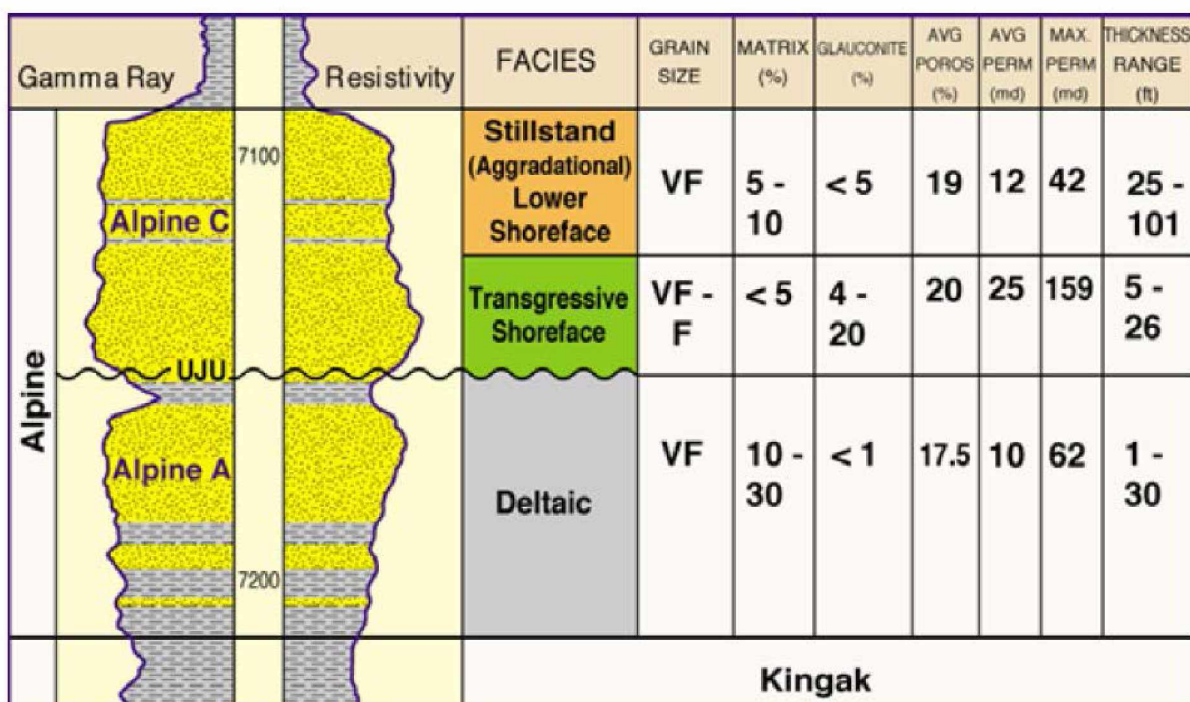 Gamma Ray
Resistivity
FACIES
GRAIN
SIZE
MATRIX
(%)
GLAUCONITE
(%)
AVG
POROS
(%)
AVG
PERM
(md)
MAX.
PERM
(md)
THICKNESS
RANGE
(ft)
Alpine
7100
Alpine C
UJU
Alpine A
7200
Stillstand
(Aggradational)
Lower
Shoreface
VF
5 -
10
< 5
19
12
42
25 -
101
Transgressive
Shoreface
VF -
F
< 5
4 -
20
20
25
159
5 -
26
Deltaic
VF
10 -
30
< 1
17.5
10
62
1 -
30
Kingak